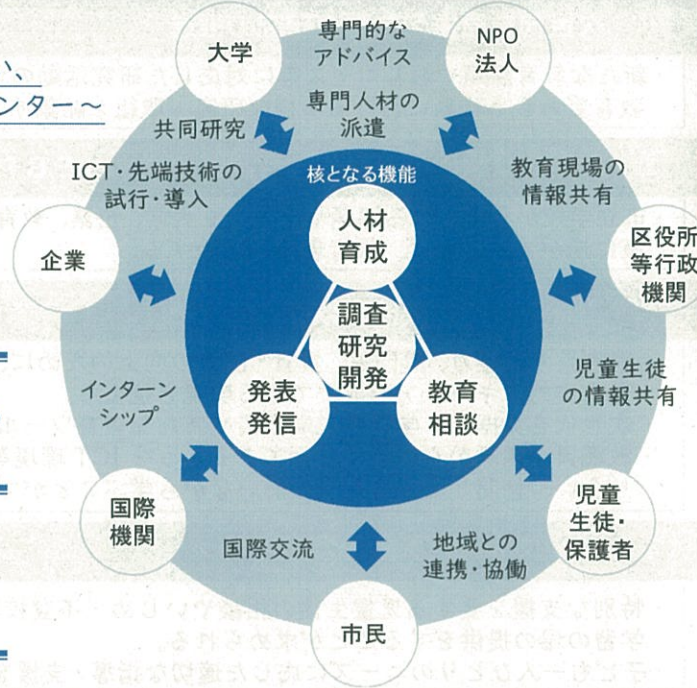 い、
ンター～
大学
専門的な
アドバイス
NPO
法人
共同研究
専門人材の
派遣
ICT・先端技術の
試行・導入
教育現場の
情報共有
核となる機能
人材
育成
企業
区役所
等行政
機関
調査
研究
開発
発表
発信
教育
相談
インターン
シップ
児童生徒
の情報共有
国際
機関
児童
生徒・
保護者
国際交流
地域との
連携・協働
市民